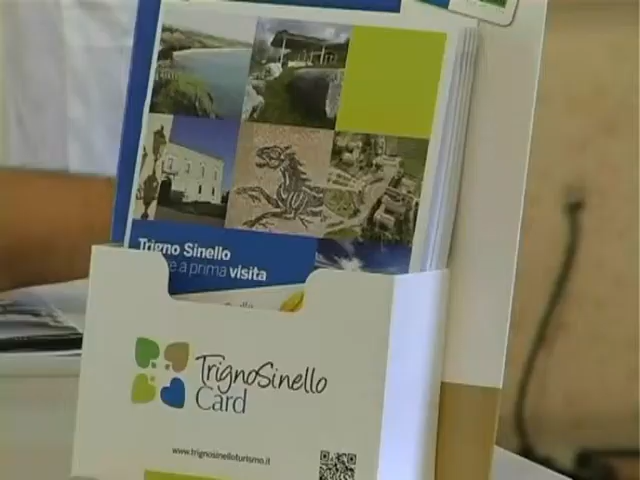 Trigno Sinello
e a prima visita
TrignoSinello
Card
www.trignosinelloturismo.it